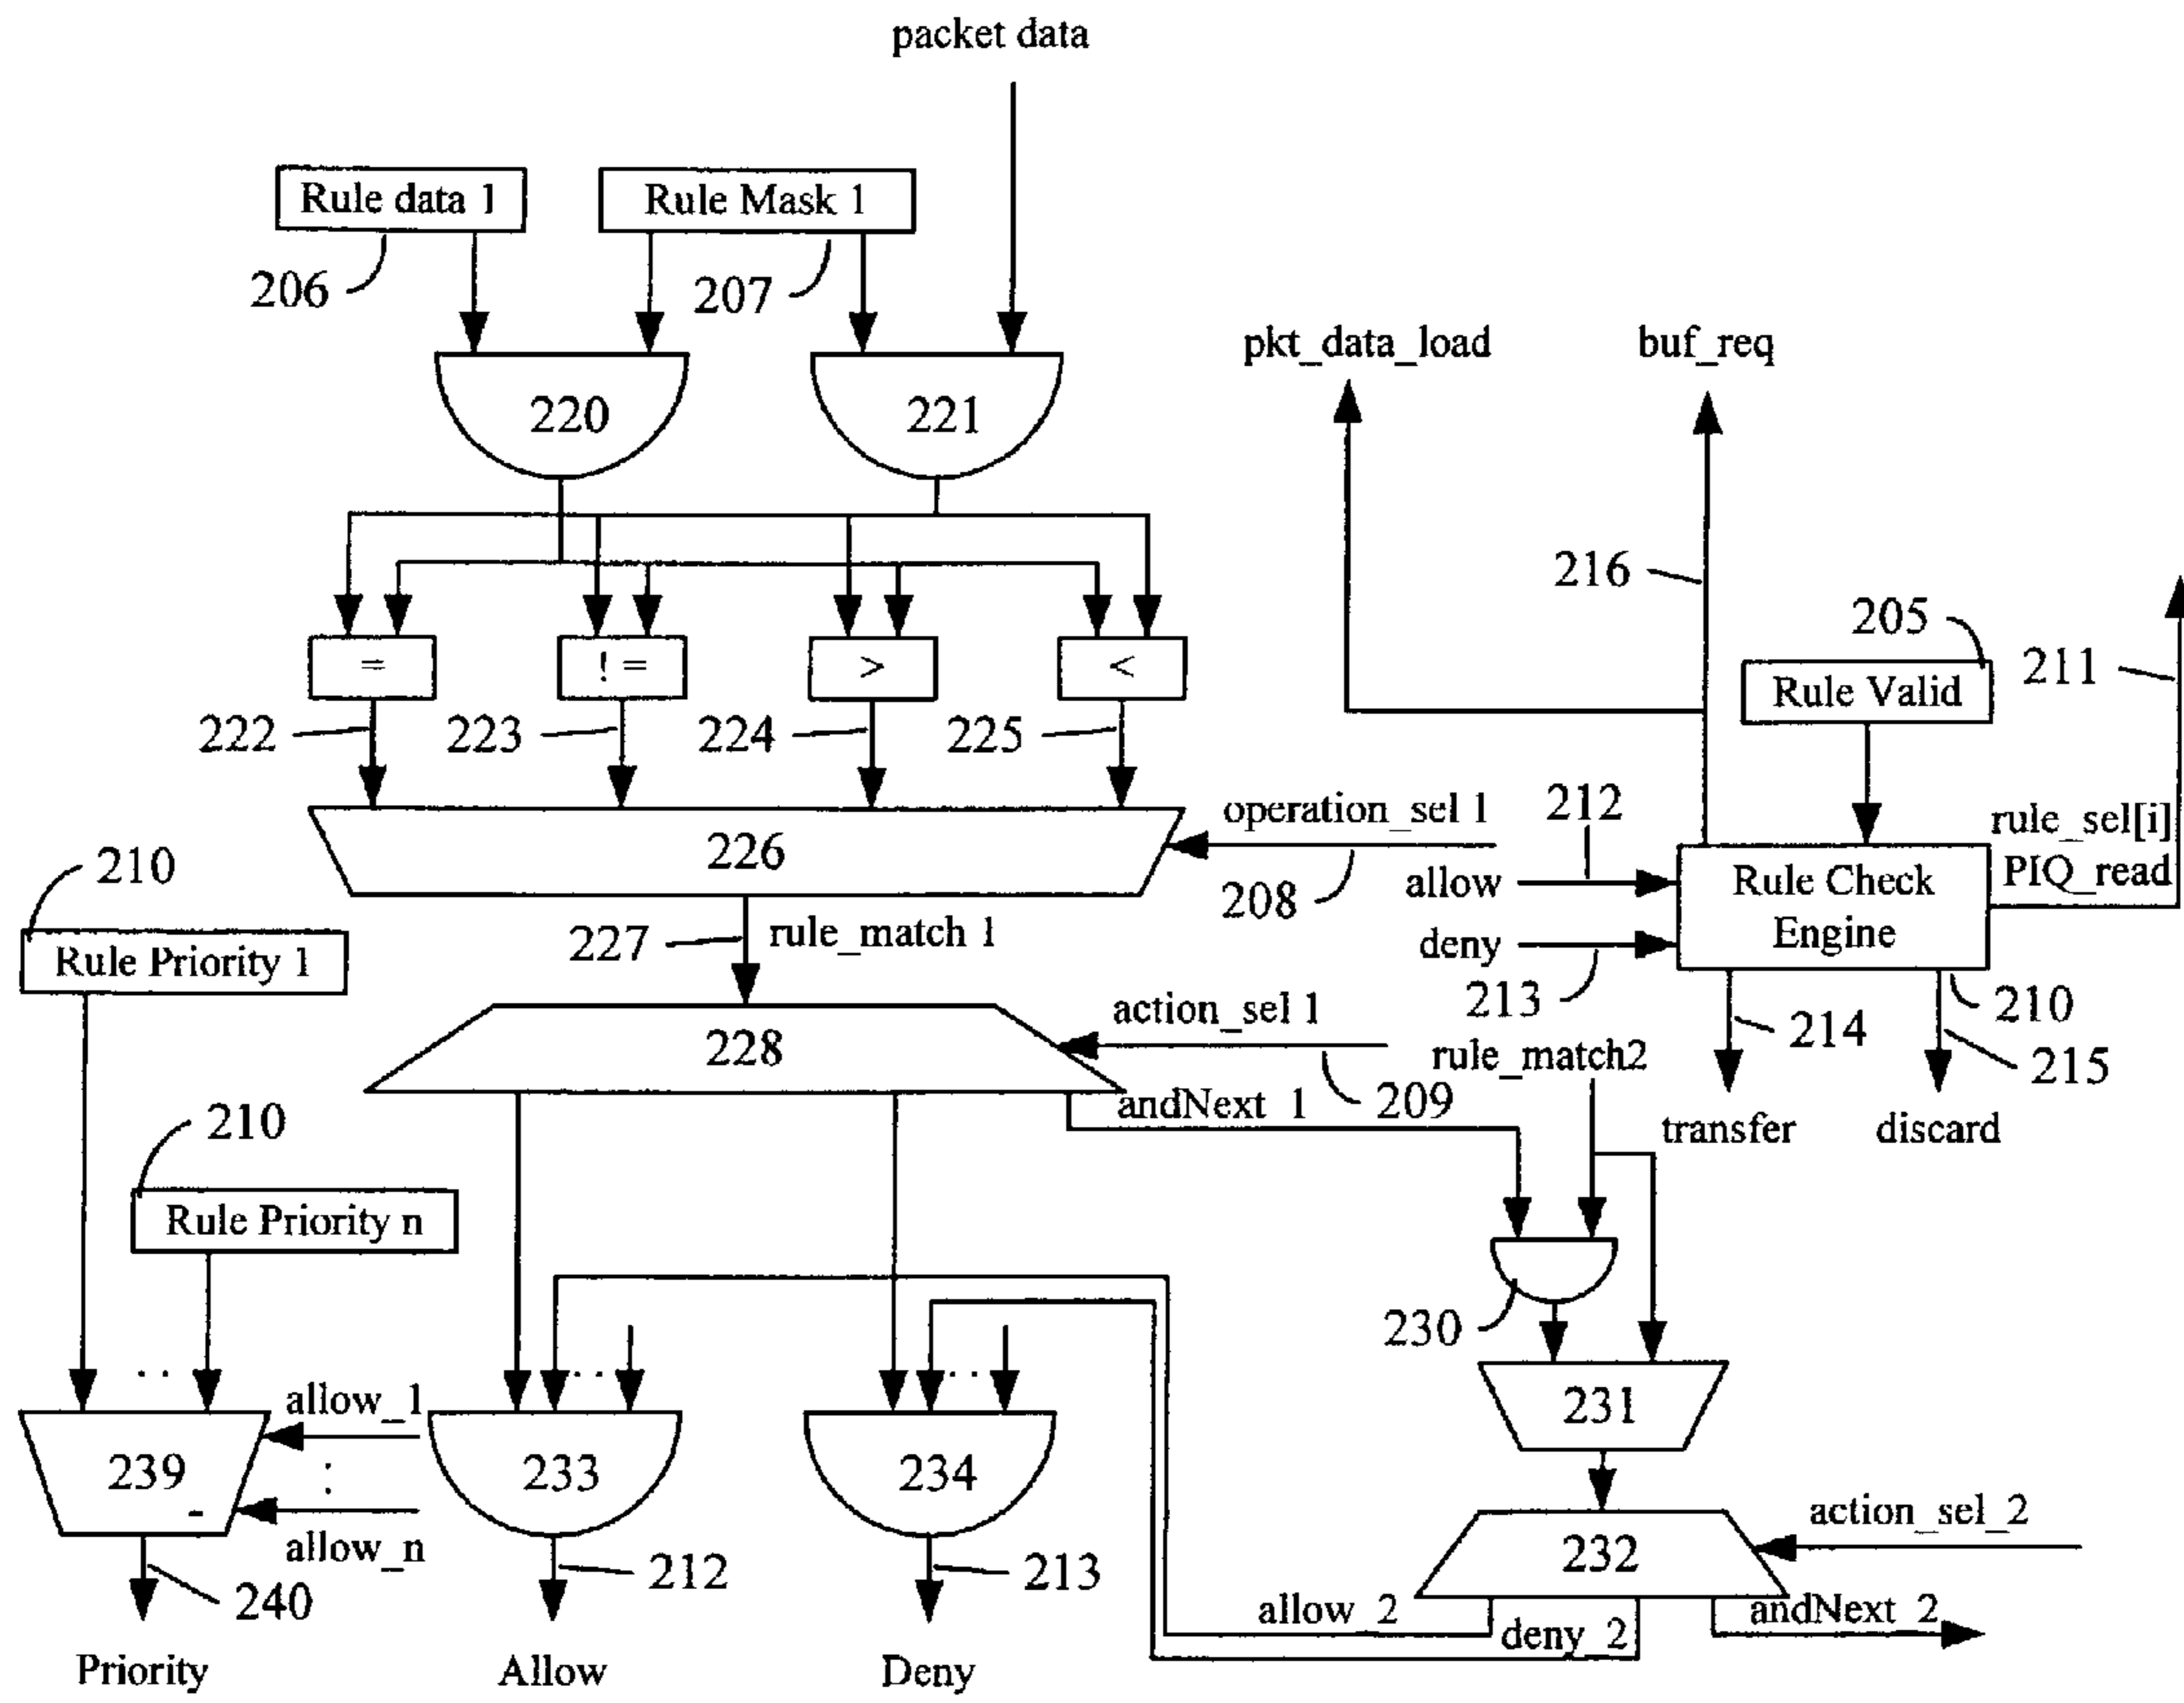 packet data
Rule data 1
Rule Mask 1
206
207
220
221
pkt_data_load
buf_req
216
205
211
Rule Valid
=
! =
>
<
222
223
224
225
operation_sel 1
212
rule_sel[i]
PIQ_read
226
208
allow
deny
Rule Check
Engine
210
227
rule_match 1
213
210
Rule Priority 1
214
215
228
action_sel 1
rule_match2
209
andNext_1
transfer
discard
210
Rule Priority n
230
. .
. .
. .
allow_1
231
239
:
233
234
-
allow_n
action_sel_2
232
240
212
213
allow_2
deny_2
andNext_2
Priority
Allow
Deny